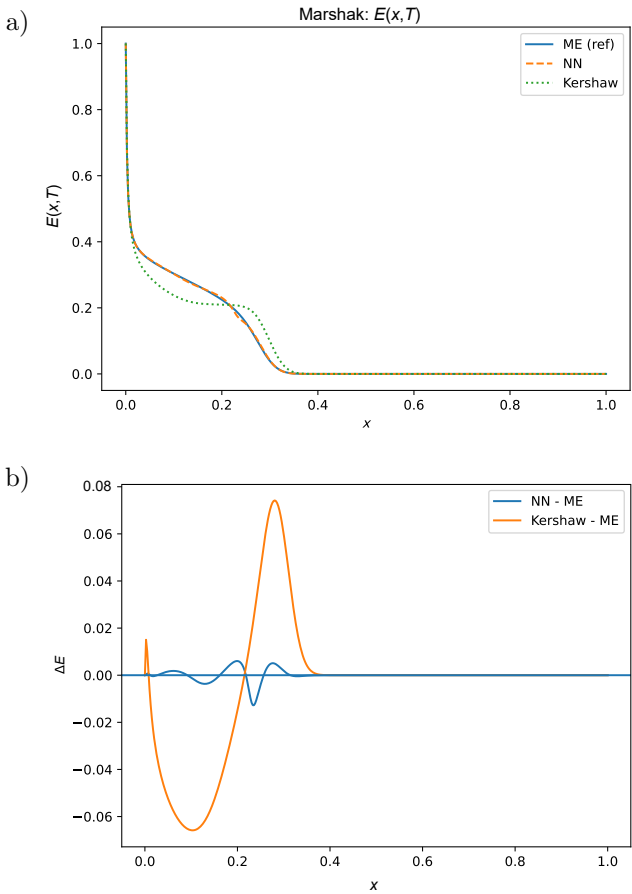 a)
Marshak: E(x,T)
ME (ref)
NN
Kershaw
E(x,T)
1.0
0.8
0.6
0.4
0.2
0.0
0.0 0.2 0.4 0.6 0.8 1.0
x
b)
NN - ME
Kershaw - ME
ΔE
0.08
0.06
0.04
0.02
0.00
−0.02
−0.04
−0.06
0.0 0.2 0.4 0.6 0.8 1.0
x